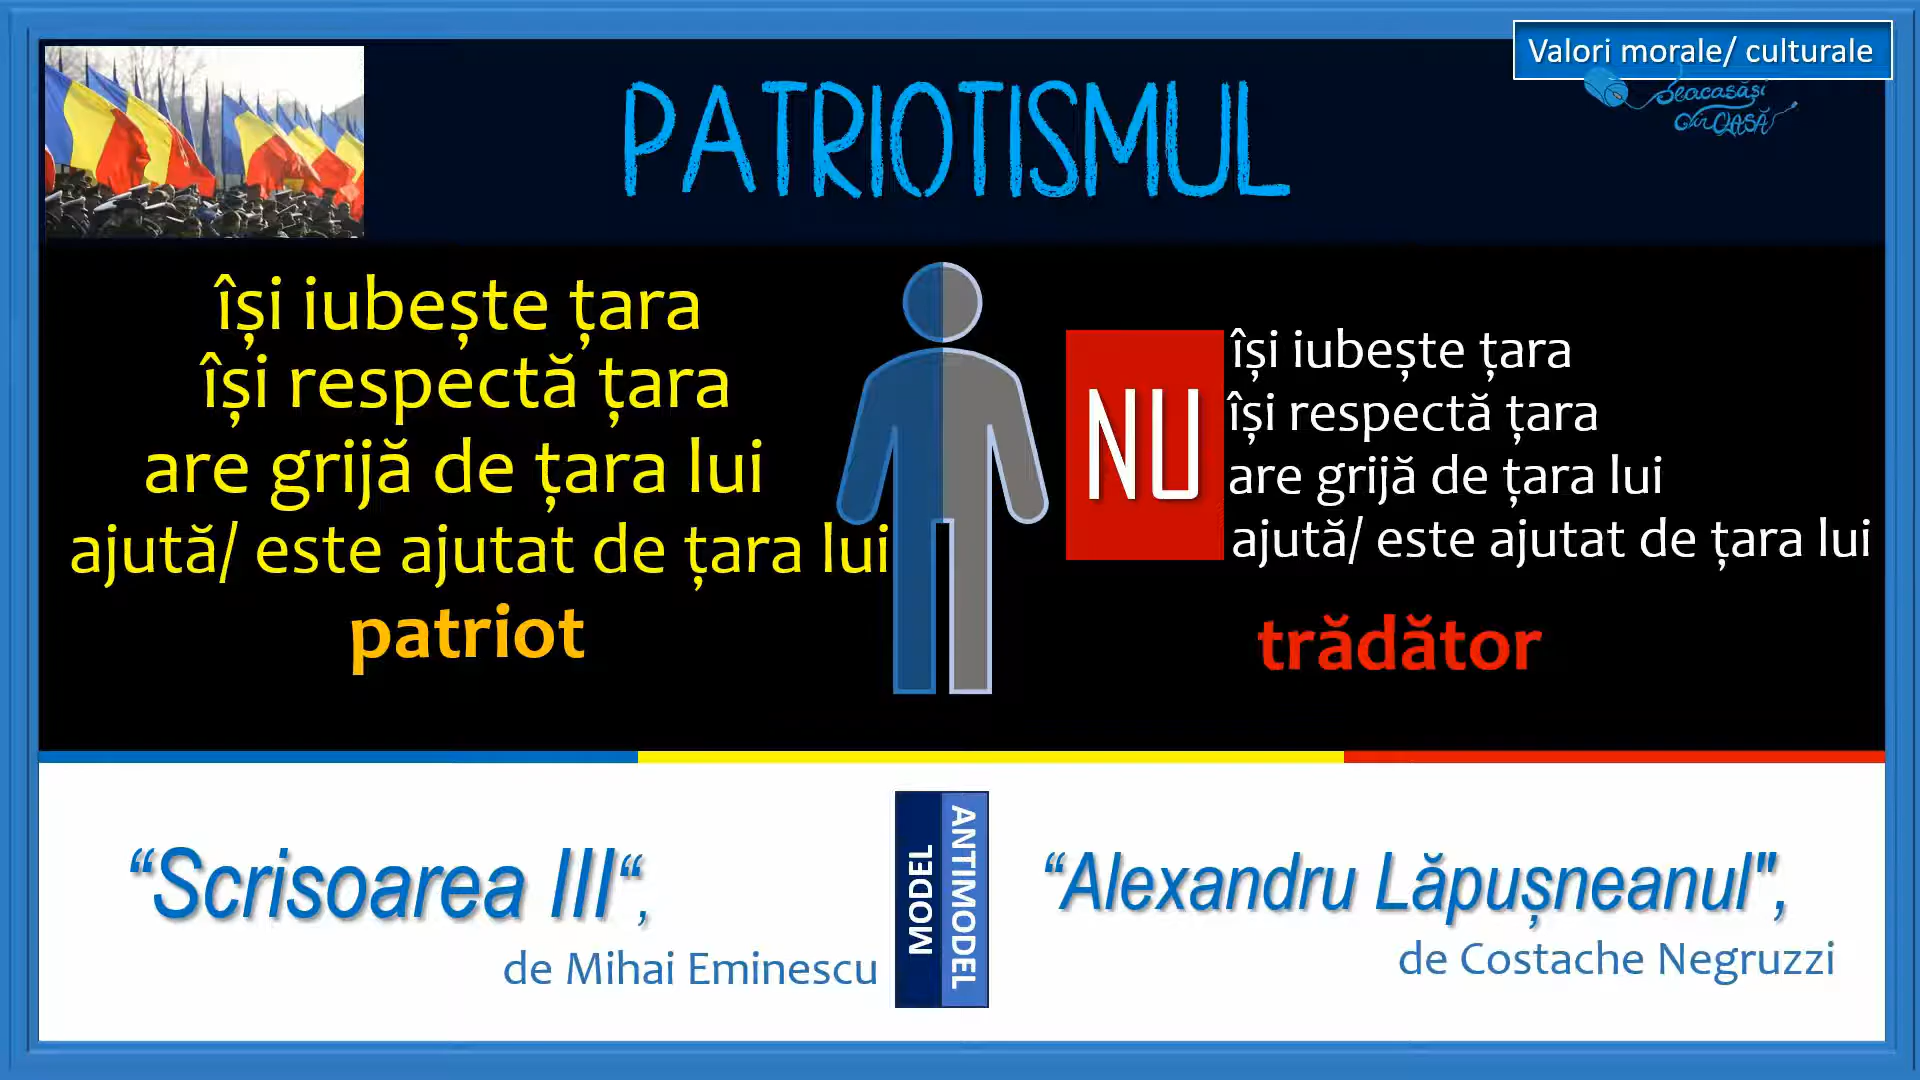 Valori morale/ culturale
PATRIOTISMUL
își iubește țara
își respectă țara
are grijă de țara lui
ajută/ este ajutat de țara lui
patriot
NU
își iubește țara
își respectă țara
are grijă de țara lui
ajută/ este ajutat de țara lui
trădător
“Scrisoarea III“,
de Mihai Eminescu
MODEL
ANTIMODEL
“Alexandru Lăpușneanul",
de Costache Negruzzi